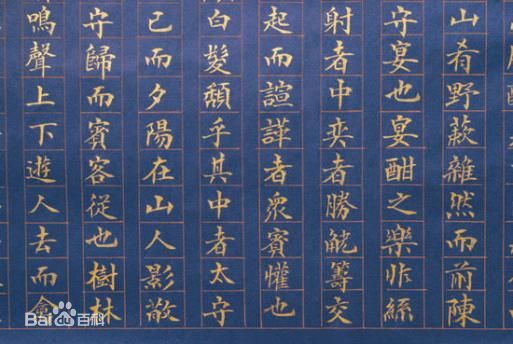 山肴野蔌雜然而前陳
守宴也宴酣之樂非絲
射者中奕者勝觥籌交
起而諠譁者衆賓懽也
白髮頹乎其中者太守
已而夕陽在山人影散
守歸而賓客從也樹林
鳴聲上下遊人去而禽
Bai百科